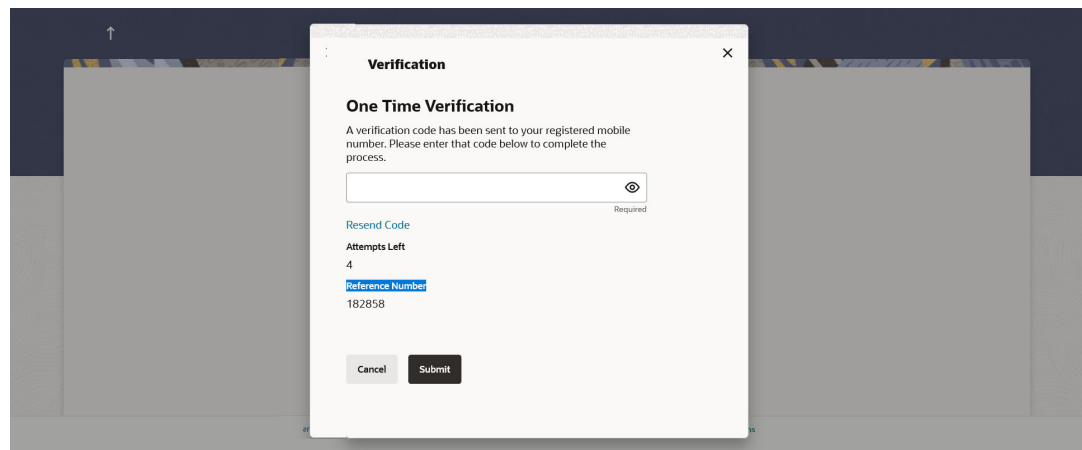 Verification
One Time Verification
A verification code has been sent to your registered mobile
number. Please enter that code below to complete the
process.
Required
Resend Code
Attempts Left
4
Reference Number
182858
Cancel
Submit